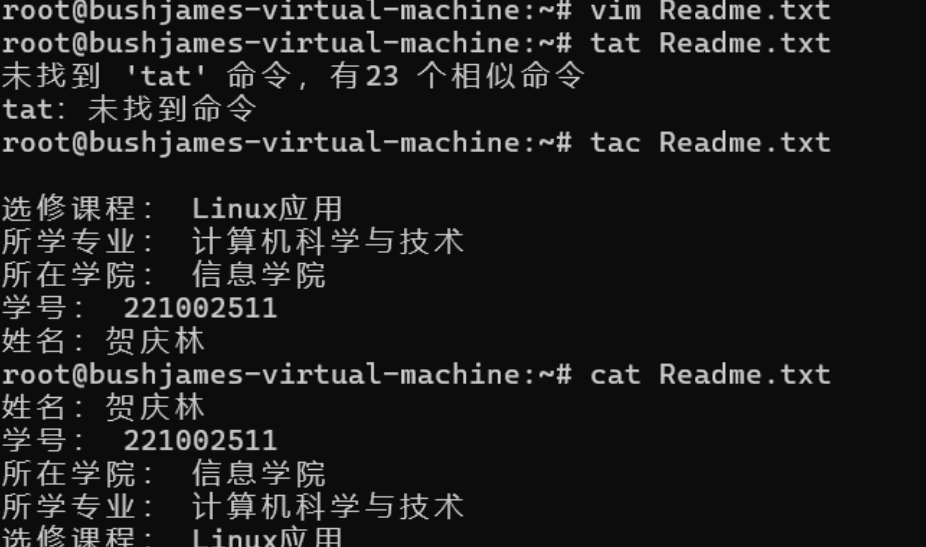 root@bushjames-virtual-machine:~# vim Readme.txt
root@bushjames-virtual-machine:~# tat Readme.txt
未找到 'tat' 命令, 有23 个相似命令
tat: 未找到命令
root@bushjames-virtual-machine:~# tac Readme.txt
选修课程: Linux应用
所学专业: 计算机科学与技术
所在学院: 信息学院
学号: 221002511
姓名: 贺庆林
root@bushjames-virtual-machine:~# cat Readme.txt
姓名: 贺庆林
学号: 221002511
所在学院: 信息学院
所学专业: 计算机科学与技术
选修课程: Linux应用